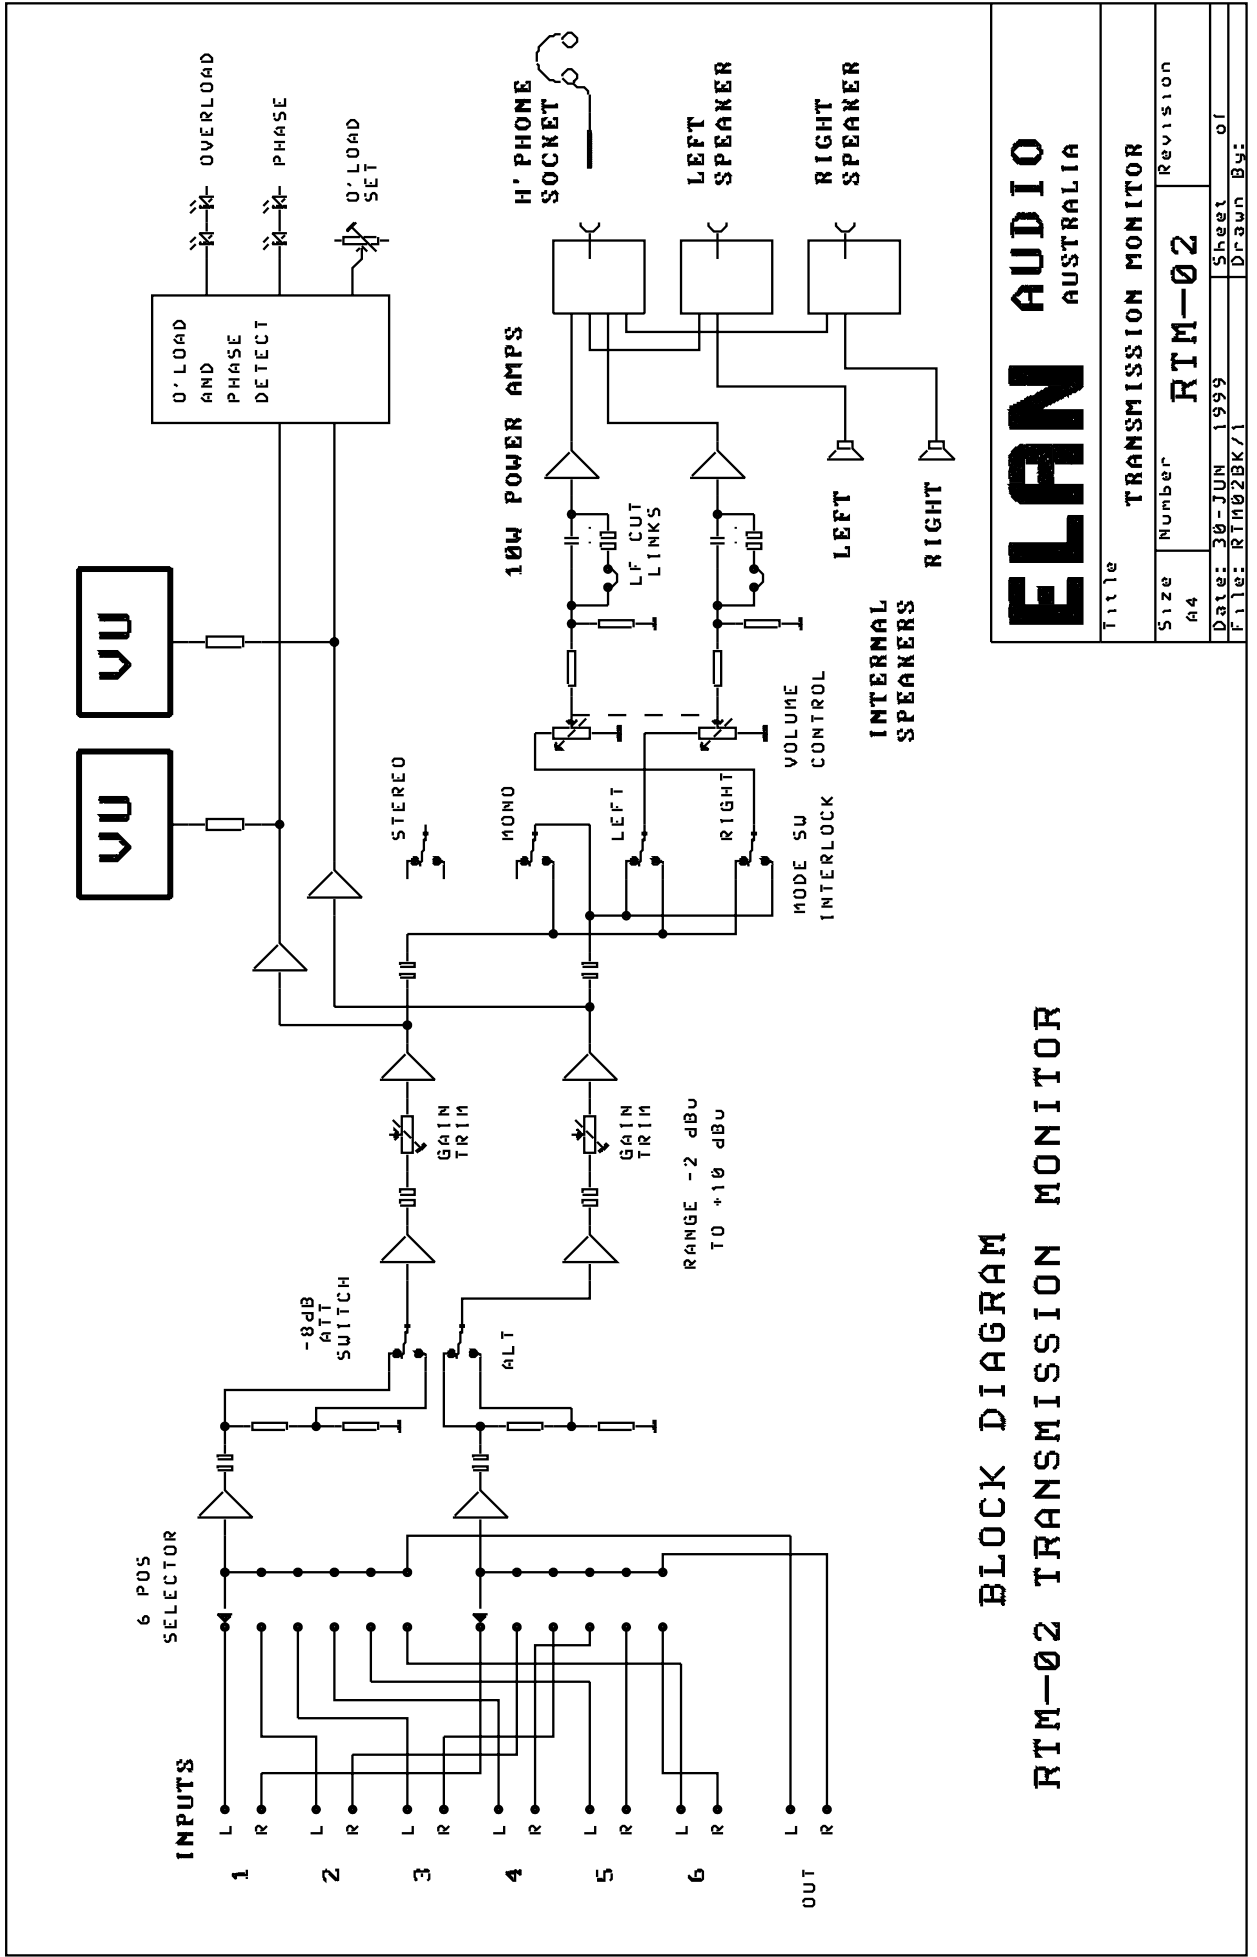 INPUTS
1
L
R
2
L
R
3
L
R
4
L
R
5
L
R
6
L
R
OUT
L
R
6 POS
SELECTOR
-8dB
ATT
SWITCH
ALT
GAIN
TRIM
GAIN
TRIM
RANGE -2 dBu
TO +10 dBu
VU
VU
STEREO
MONO
LEFT
RIGHT
MODE SW
INTERLOCK
VOLUME
CONTROL
LF CUT
LINKS
10W POWER AMPS
INTERNAL
SPEAKERS
LEFT
RIGHT
O'LOAD
AND
PHASE
DETECT
OVERLOAD
PHASE
O'LOAD
SET
H'PHONE
SOCKET
LEFT
SPEAKER
RIGHT
SPEAKER
BLOCK DIAGRAM
RTM-02 TRANSMISSION MONITOR
ELAN AUDIO
AUSTRALIA
Title
TRANSMISSION MONITOR
Size
A4
Number
RTM-02
Revision
Date: 30-JUN 1999
Sheet of
File: RTM02BK/1
Drawn By: